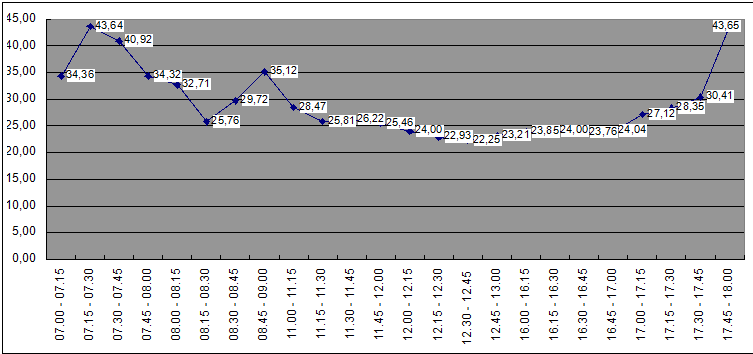 45,00
40,00
35,00
30,00
25,00
20,00
15,00
10,00
5,00
0,00
34,36
43,64
40,92
34,32
32,71
25,76
29,72
35,12
28,47
25,81
26,22
25,46
24,00
22,93
22,25
23,21
23,85
24,00
23,76
24,04
27,12
28,35
30,41
43,65
07.00 - 07.15
07.15 - 07.30
07.30 - 07.45
07.45 - 08.00
08.00 - 08.15
08.15 - 08.30
08.30 - 08.45
08.45 - 09.00
11.00 - 11.15
11.15 - 11.30
11.30 - 11.45
11.45 - 12.00
12.00 - 12.15
12.15 - 12.30
12.30 - 12.45
12.45 - 13.00
16.00 - 16.15
16.15 - 16.30
16.30 - 16.45
16.45 - 17.00
17.00 - 17.15
17.15 - 17.30
17.30 - 17.45
17.45 - 18.00